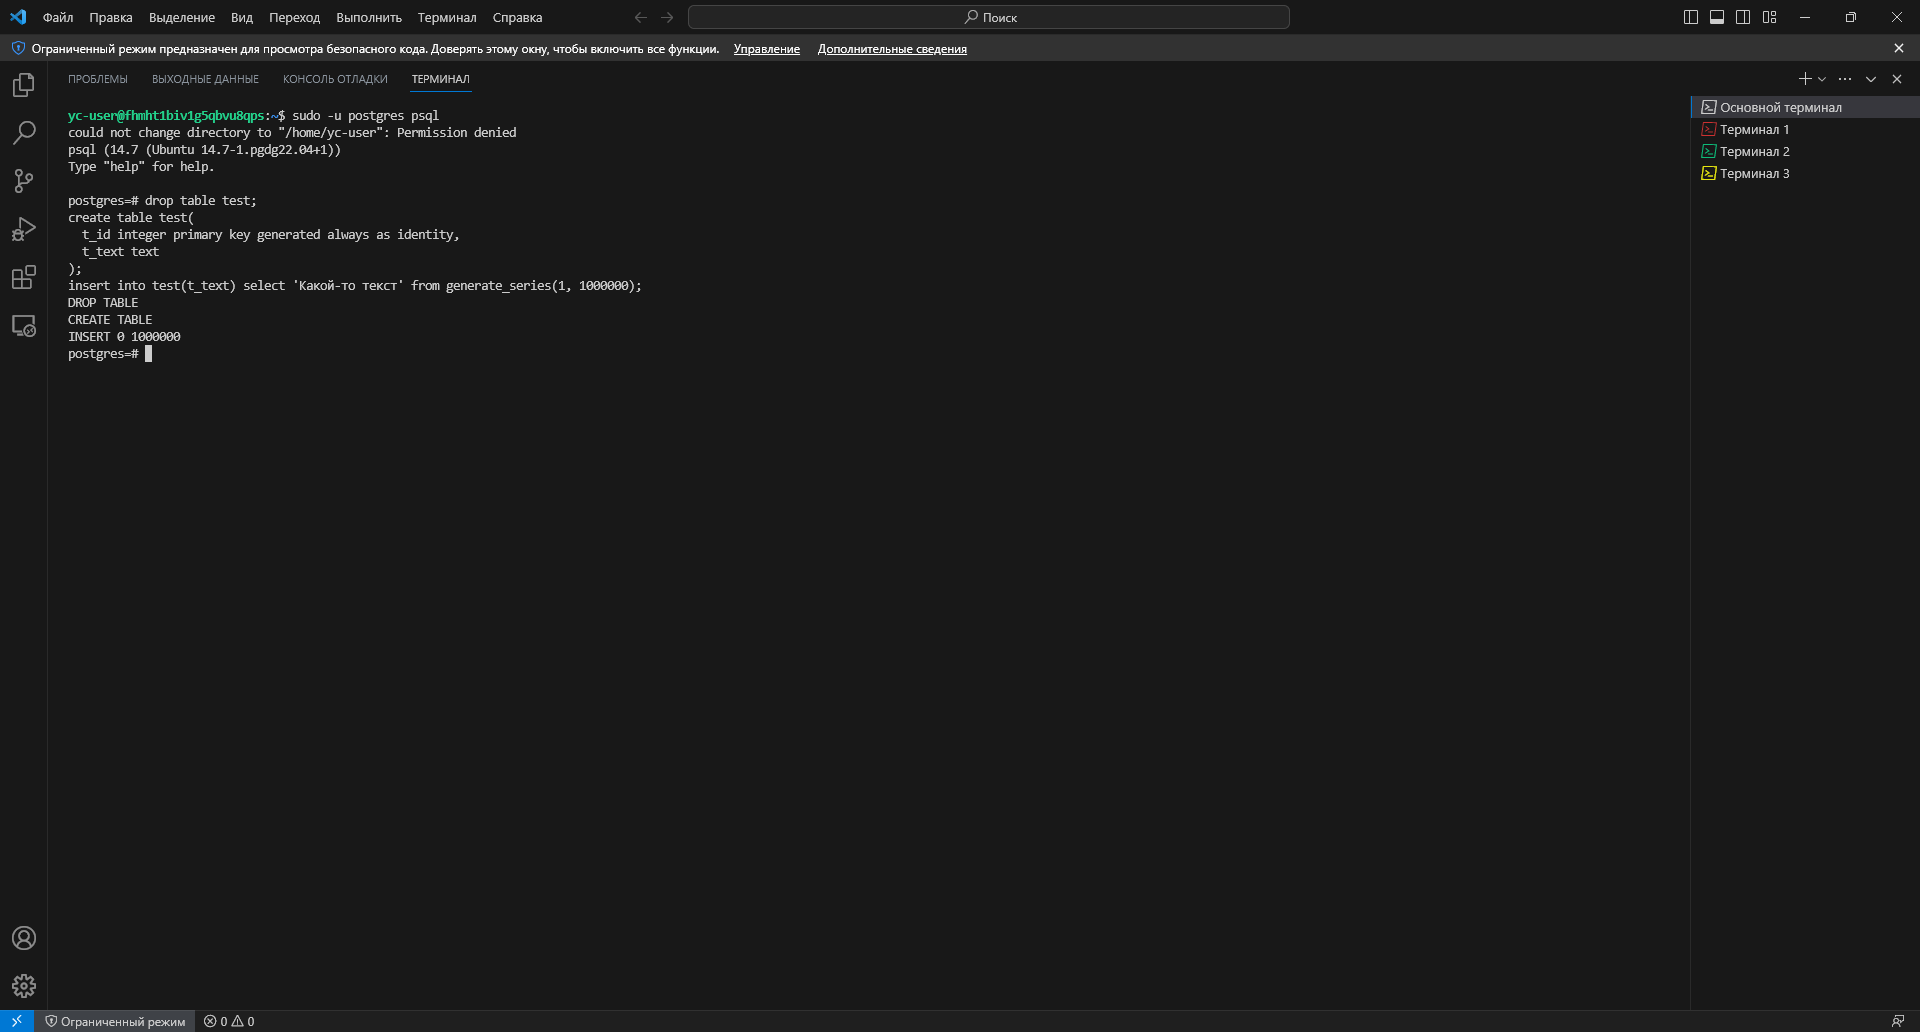 Файл Правка Выделение Вид Переход Выполнить Терминал Справка Поиск
Ограниченный режим предназначен для просмотра безопасного кода. Доверять этому окну, чтобы включить все функции. Управление Дополнительные сведения
ПРОБЛЕМЫ ВЫХОДНЫЕ ДАННЫЕ КОНСОЛЬ ОТЛАДКИ ТЕРМИНАЛ
yc-user@fhmht1biv1g5qbvu8qps:~$ sudo -u postgres psql
could not change directory to "/home/yc-user": Permission denied
psql (14.7 (Ubuntu 14.7-1.pgdg22.04+1))
Type "help" for help.
postgres=# drop table test;
create table test(
  t_id integer primary key generated always as identity,
  t_text text
);
insert into test(t_text) select 'Какой-то текст' from generate_series(1, 1000000);
DROP TABLE
CREATE TABLE
INSERT 0 1000000
postgres=#
Основной терминал
Терминал 1
Терминал 2
Терминал 3
Ограниченный режим 0 0